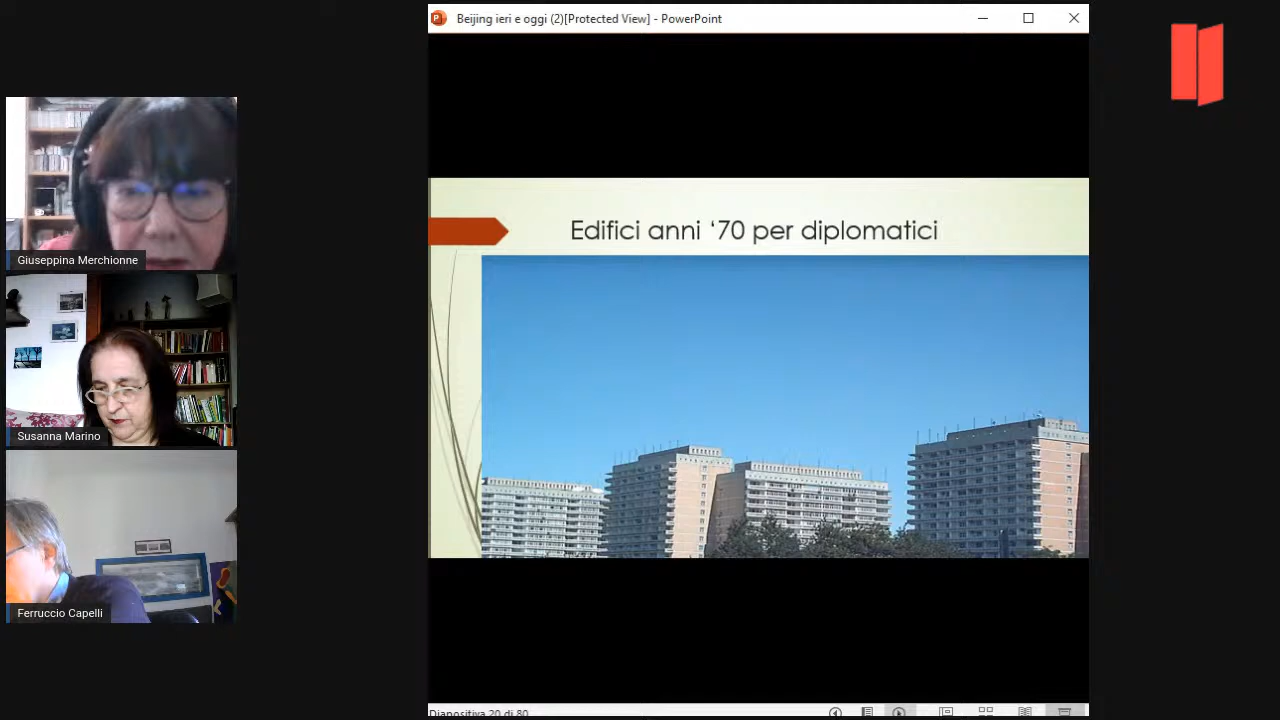 Beijing ieri e oggi (2)[Protected View] - PowerPoint
Giuseppina Merchionne
Edifici anni ‘70 per diplomatici
Susanna Marino
Ferruccio Capelli
Diapositiva 20 di 80